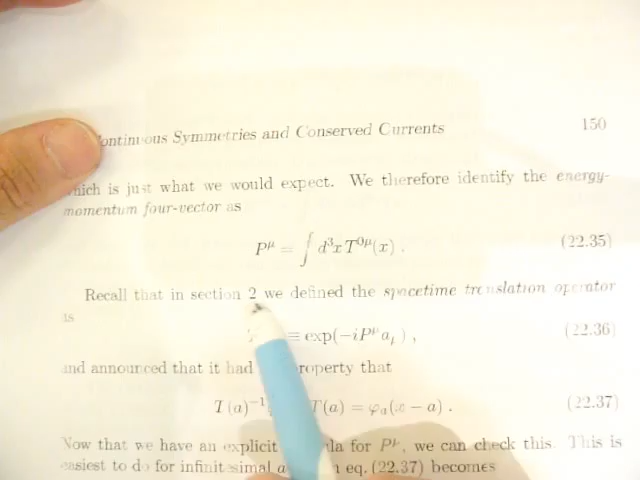 ontinuous Symmetries and Conserved Currents 150
which is just what we would expect. We therefore identify the energy-
momentum four-vector as
P^μ = ∫ d³x T^{0μ}(x) . (22.35)
Recall that in section 2 we defined the spacetime translation operator
as
≡ exp(−iP^μ a_μ) , (22.36)
and announced that it had property that
T(a)⁻¹ T(a) = φ_a(x − a) . (22.37)
Now that we have an explicit for P^μ, we can check this. This is
easiest to do for infinitesimal a eq. (22.37) becomes